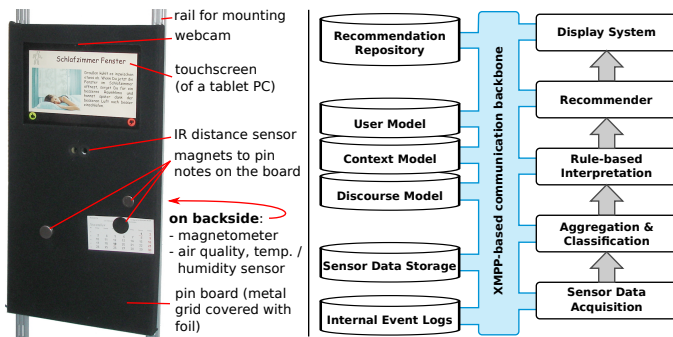 rail for mounting
webcam
Schlafzimmer Fenster
touchscreen
(of a tablet PC)
IR distance sensor
magnets to pin
notes on the board
on backside:
- magnetometer
- air quality, temp. /
humidity sensor
pin board (metal
grid covered with
foil)
Recommendation
Repository
User Model
Context Model
Discourse Model
Sensor Data Storage
Internal Event Logs
XMPP-based communication backbone
Display System
Recommender
Rule-based
Interpretation
Aggregation &
Classification
Sensor Data
Acquisition